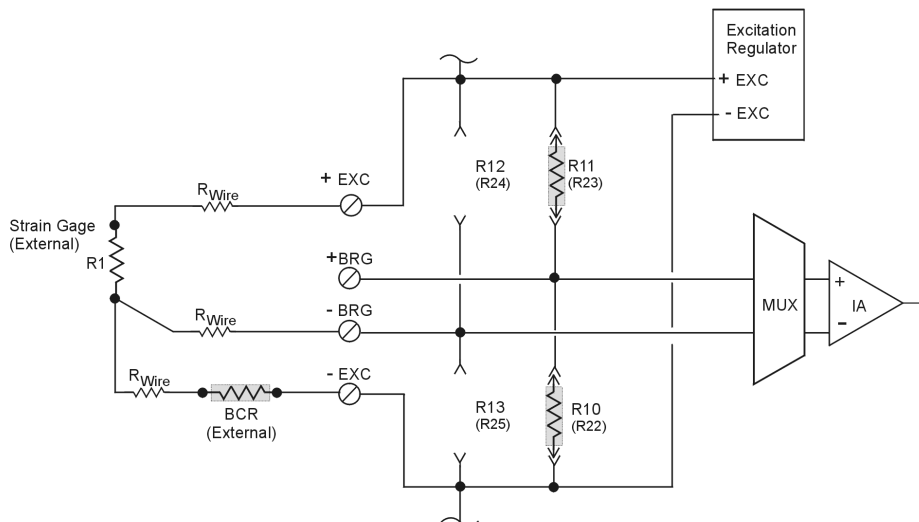 Excitation
Regulator
+ EXC
- EXC
R12
(R24)
R11
(R23)
+ EXC
RWire
Strain Gage
(External)
R1
+BRG
MUX
+
IA
-
- BRG
RWire
- EXC
RWire
BCR
(External)
R13
(R25)
R10
(R22)